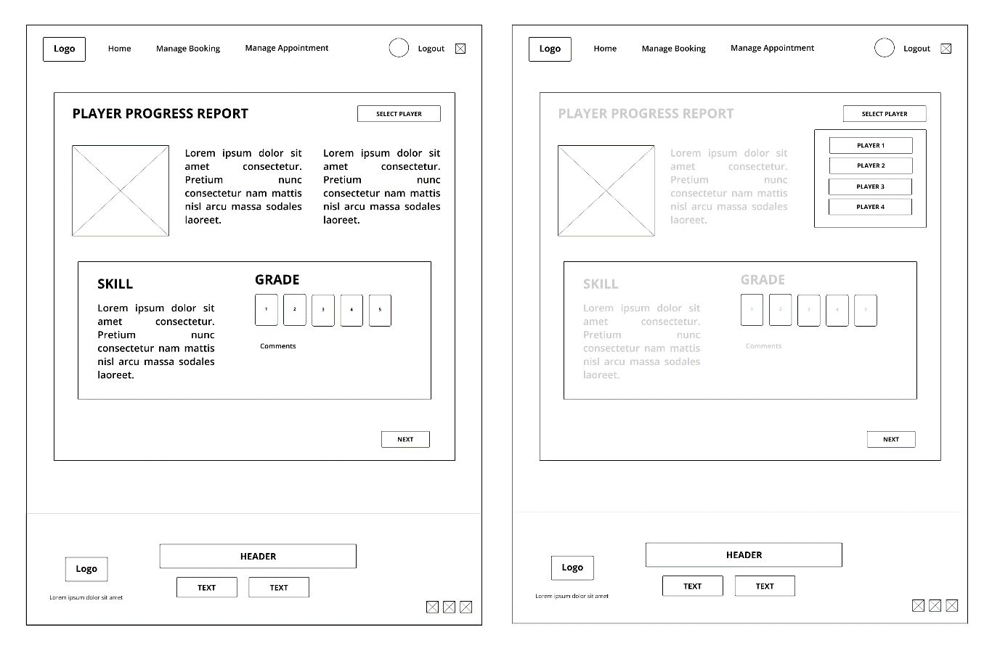 Logo
Home
Manage Booking
Manage Appointment
Logout
PLAYER PROGRESS REPORT
SELECT PLAYER
Lorem ipsum dolor sit
amet consectetur.
Pretium nunc
consectetur nam mattis
nisl arcu massa sodales
laoreet.
Lorem ipsum dolor sit
amet consectetur.
Pretium nunc
consectetur nam mattis
nisl arcu massa sodales
laoreet.
SKILL
Lorem ipsum dolor sit
amet consectetur.
Pretium nunc
consectetur nam mattis
nisl arcu massa sodales
laoreet.
GRADE
1
2
3
4
5
Comments
NEXT
Logo
Lorem ipsum dolor sit amet
HEADER
TEXT
TEXT
Logo
Home
Manage Booking
Manage Appointment
Logout
PLAYER PROGRESS REPORT
SELECT PLAYER
PLAYER 1
PLAYER 2
PLAYER 3
PLAYER 4
Lorem ipsum dolor sit
amet consectetur.
Pretium nunc
consectetur nam mattis
nisl arcu massa sodales
laoreet.
SKILL
Lorem ipsum dolor sit
amet consectetur.
Pretium nunc
consectetur nam mattis
nisl arcu massa sodales
laoreet.
GRADE
1
2
3
4
5
Comments
NEXT
Logo
Lorem ipsum dolor sit amet
HEADER
TEXT
TEXT